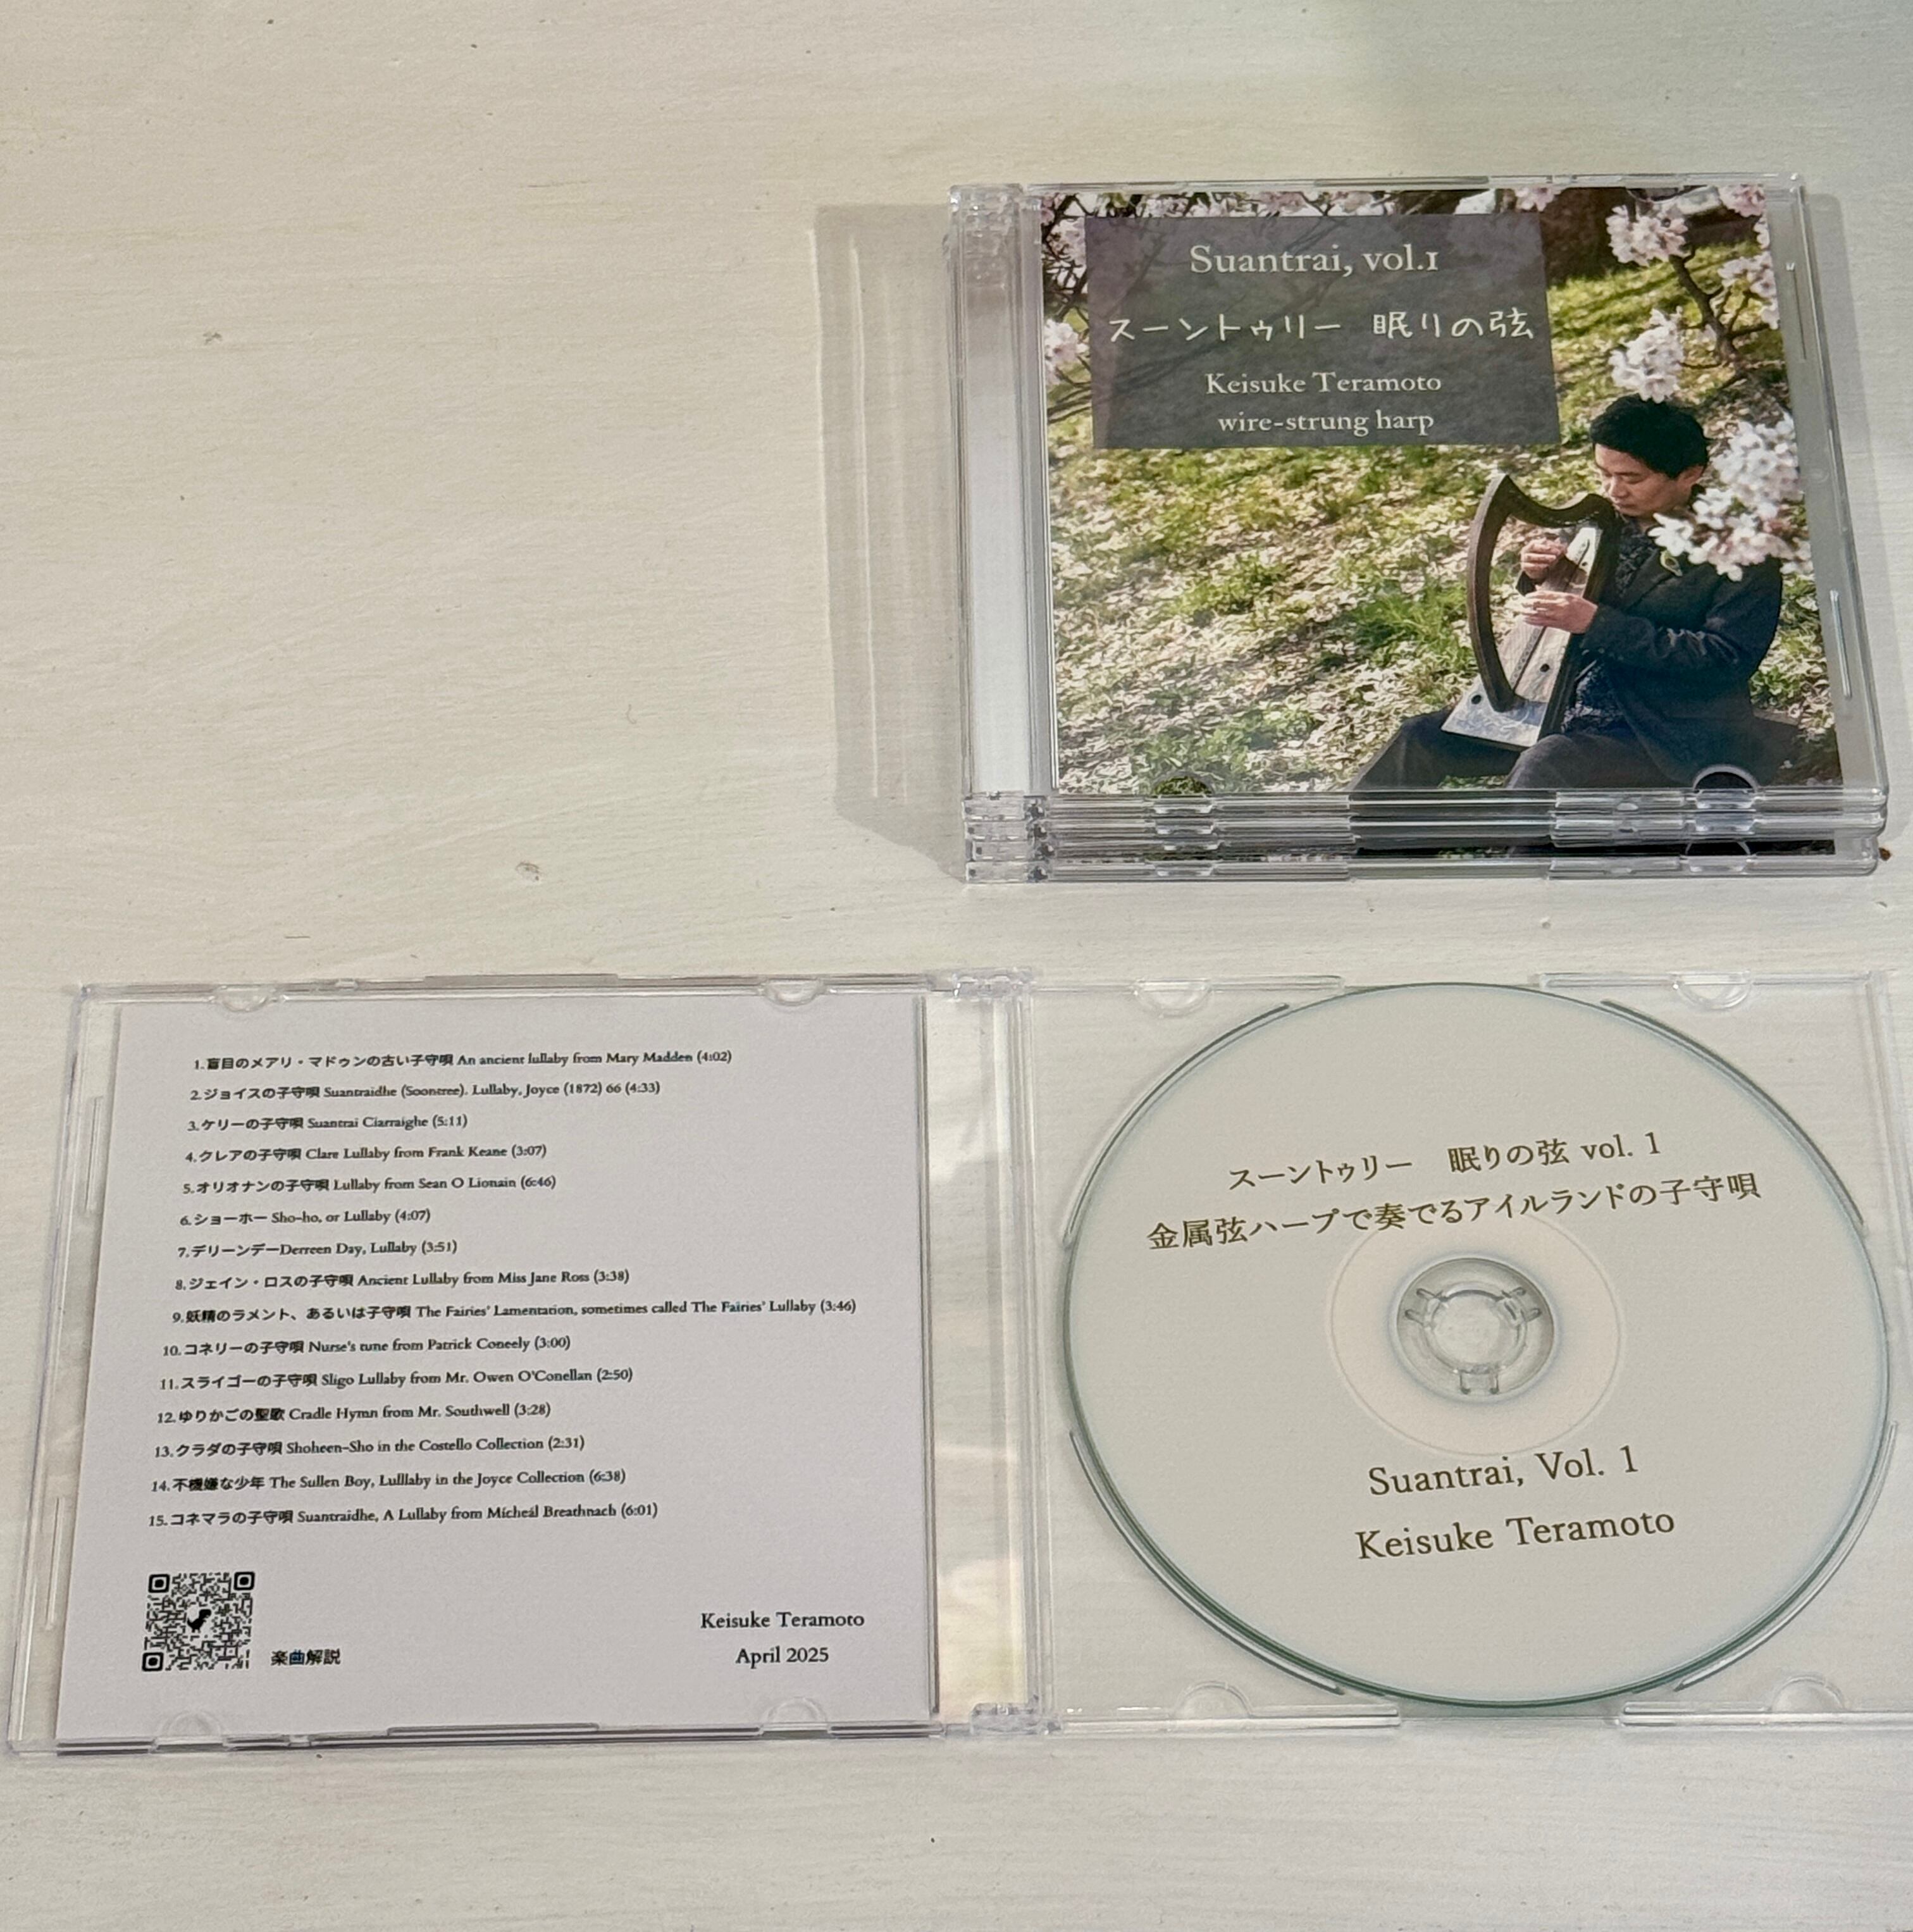 Suantrai, vol.1
スーントゥリー 眠りの弦
Keisuke Teramoto
wire-strung harp
1. 盲目のメアリ・マドゥンの古い子守唄 An ancient lullaby from Mary Madden (4:02)
2. ジョイスの子守唄 Suantraidhe (Soontree). Lullaby, Joyce (1872) 66 (4:33)
3. ケリーの子守唄 Suantrai Ciarraighe (5:11)
4. クレアの子守唄 Clare Lullaby from Frank Keane (3:07)
5. オリオナンの子守唄 Lullaby from Sean O Lionain (6:46)
6. ショーホー Sho-ho, or Lullaby (4:07)
7. デリーンデーDerreen Day, Lullaby (3:51)
8. ジェイン・ロスの子守唄 Ancient Lullaby from Miss Jane Ross (3:38)
9. 妖精のラメント、あるいは子守唄 The Fairies' Lamentation, sometimes called The Fairies' Lullaby (3:46)
10. コネリーの子守唄 Nurse's tune from Patrick Coneely (3:00)
11. スライゴーの子守唄 Sligo Lullaby from Mr. Owen O'Conellan (2:50)
12. ゆりかごの聖歌 Cradle Hymn from Mr. Southwell (3:28)
13. クラダの子守唄 Shoheen-Sho in the Costello Collection (2:31)
14. 不機嫌な少年 The Sullen Boy, Lulllaby in the Joyce Collection (6:38)
15. コネマラの子守唄 Suantraidhe, A Lullaby from Mícheál Breathnach (6:01)
楽曲解説
Keisuke Teramoto
April 2025
スーントゥリー 眠りの弦 vol. 1
金属弦ハープで奏でるアイルランドの子守唄
Suantrai, Vol. 1
Keisuke Teramoto